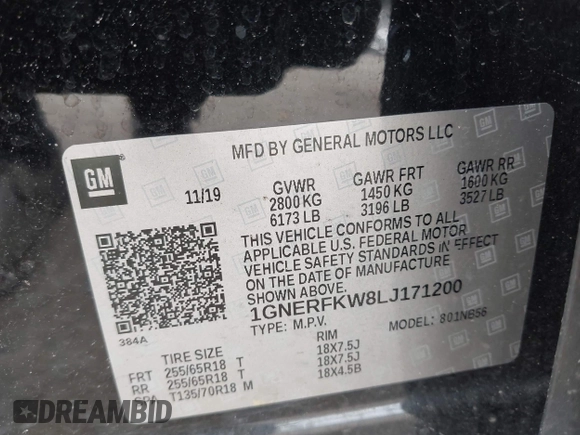 MFD BY GENERAL MOTORS LLC
GM
11/19
GVWR GAWR FRT GAWR RR
2800 KG 1450 KG 1600 KG
6173 LB 3196 LB 3527 LB
THIS VEHICLE CONFORMS TO ALL
APPLICABLE U.S. FEDERAL MOTOR
VEHICLE SAFETY STANDARDS IN EFFECT
ON THE DATE OF MANUFACTURE
SHOWN ABOVE.
1GNERFKW8LJ171200
TYPE: M.P.V. MODEL: 801NB56
384A
TIRE SIZE RIM
FRT 255/65R18 T 18X7.5J
RR 255/65R18 T 18X7.5J
T135/70R18 M 18X4.5B
DREAMBID